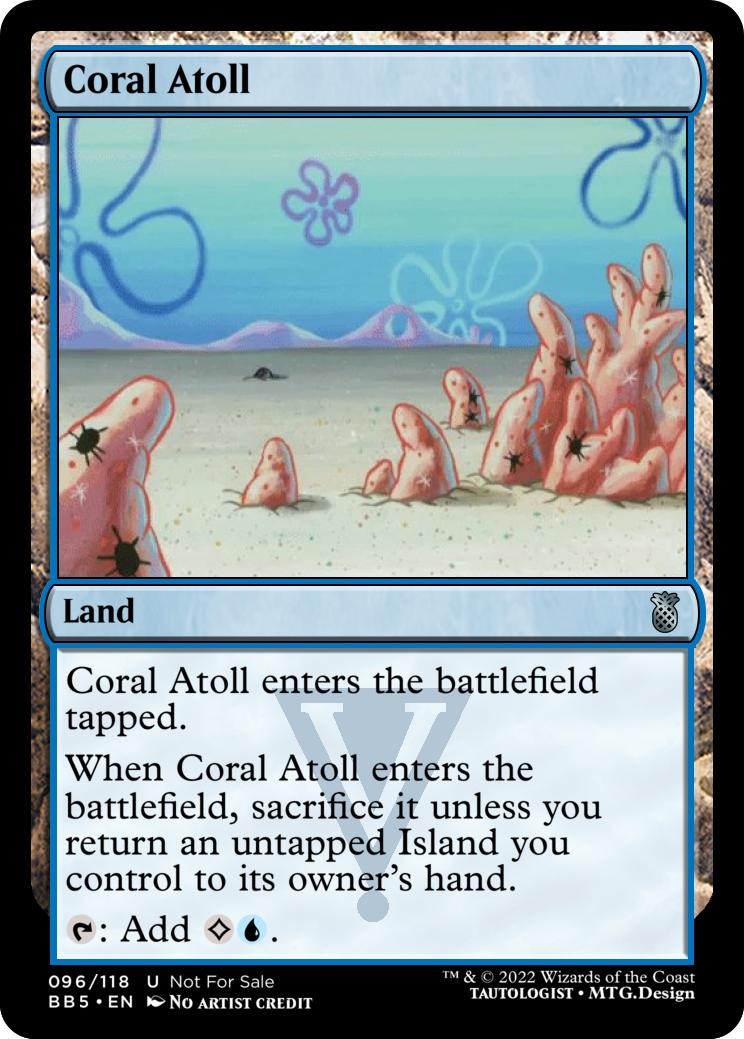 Coral Atoll
Land
Coral Atoll enters the battlefield
tapped.
When Coral Atoll enters the
battlefield, sacrifice it unless you
return an untapped Island you
control to its owner's hand.
: Add .
096/118 U Not For Sale
BB5 • EN No artist credit
™ & © 2022 Wizards of the Coast
TAUTOLOGIST • MTG.Design